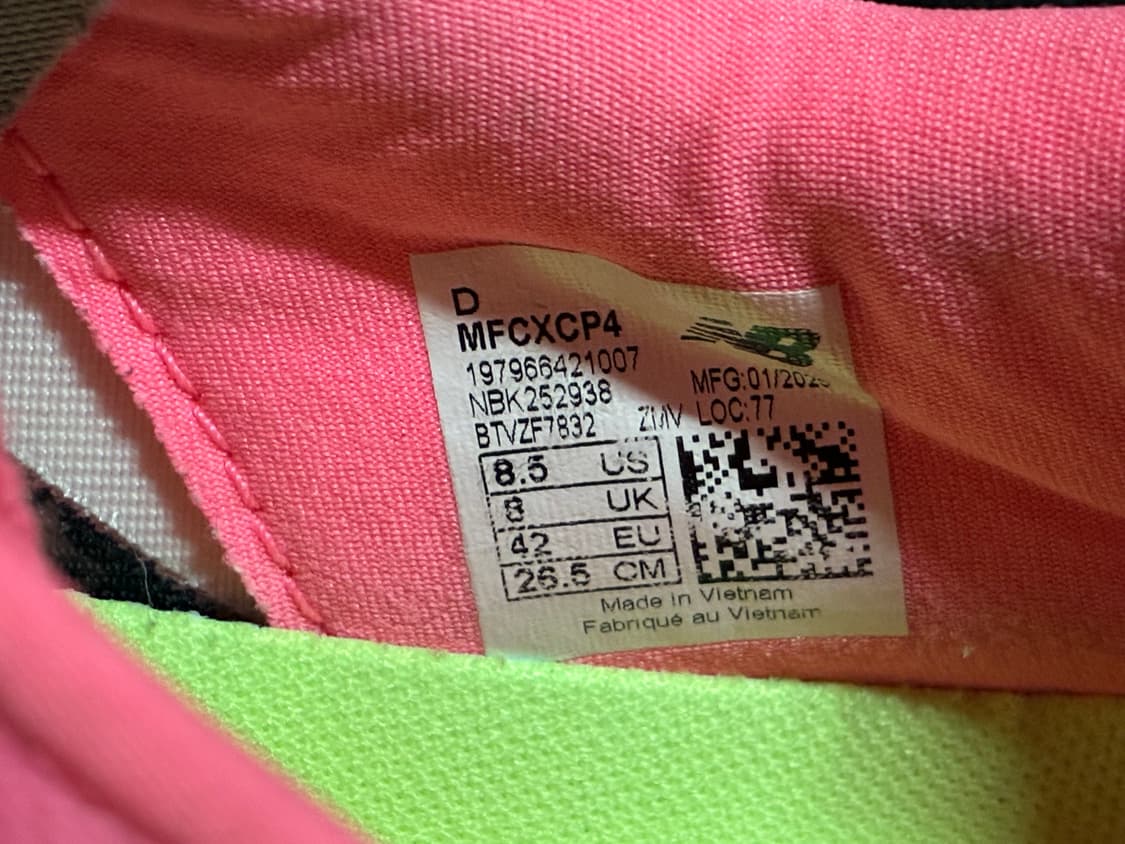 D
MFCXCP4
197966421007
NBK252938
MFG:01/202
BTVZF7832 ZMV LOC:77
8.5 US
8 UK
42 EU
26.5 CM
Made in Vietnam
Fabriqué au Vietnam